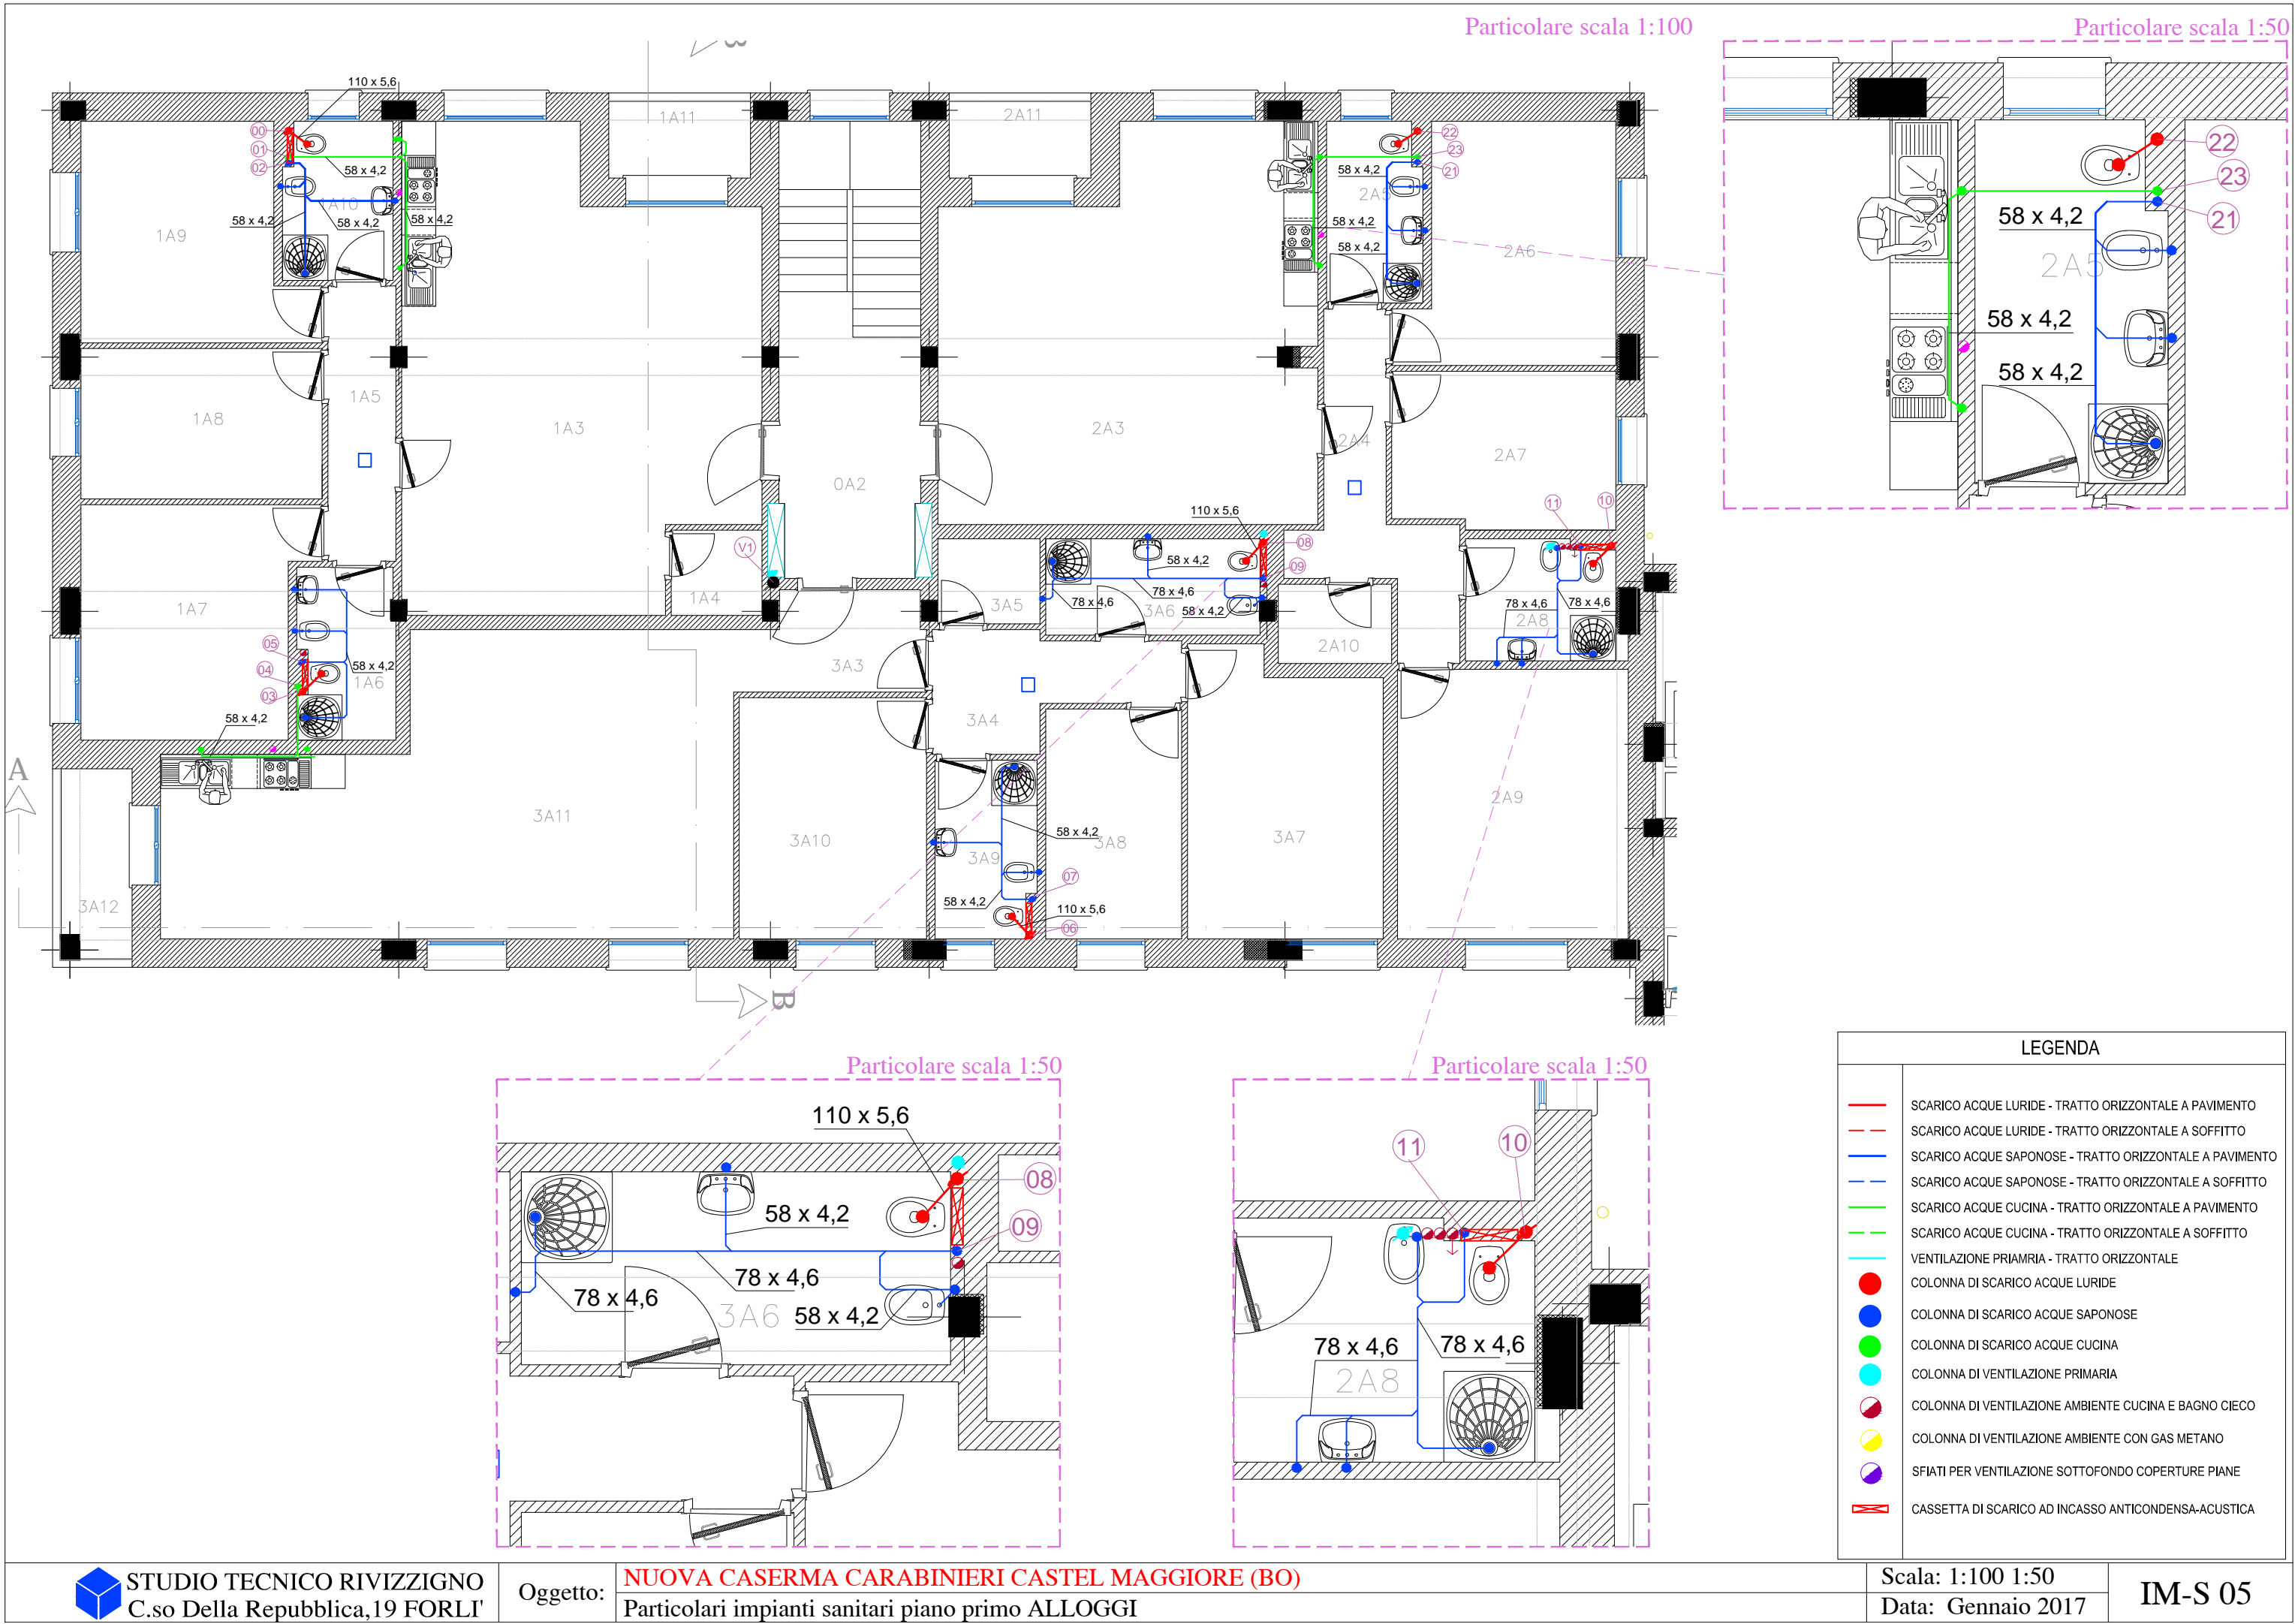 Particolare scala 1:100
Particolare scala 1:50
B
110 x 5,6
00
01
02
58 x 4,2
1A10
58 x 4,2
58 x 4,2
58 x 4,2
1A9
1A11
2A11
22
23
21
58 x 4,2
2A5
58 x 4,2
58 x 4,2
2A6
22
23
21
58 x 4,2
2A5
58 x 4,2
58 x 4,2
1A5
1A8
1A3
2A3
2A4
2A7
0A2
110 x 5,6
11
10
V1
08
58 x 4,2
09
78 x 4,6
78 x 4,6
3A6
58 x 4,2
3A5
1A4
1A7
78 x 4,6
78 x 4,6
2A8
2A10
05
04
03
58 x 4,2
1A6
3A3
58 x 4,2
3A4
A
3A11
3A10
58 x 4,2
3A8
3A9
3A7
2A9
07
58 x 4,2
110 x 5,6
06
3A12
B
Particolare scala 1:50
110 x 5,6
08
58 x 4,2
09
78 x 4,6
78 x 4,6
3A6
58 x 4,2
Particolare scala 1:50
11
10
78 x 4,6
78 x 4,6
2A8
LEGENDA
SCARICO ACQUE LURIDE - TRATTO ORIZZONTALE A PAVIMENTO
SCARICO ACQUE LURIDE - TRATTO ORIZZONTALE A SOFFITTO
SCARICO ACQUE SAPONOSE - TRATTO ORIZZONTALE A PAVIMENTO
SCARICO ACQUE SAPONOSE - TRATTO ORIZZONTALE A SOFFITTO
SCARICO ACQUE CUCINA - TRATTO ORIZZONTALE A PAVIMENTO
SCARICO ACQUE CUCINA - TRATTO ORIZZONTALE A SOFFITTO
VENTILAZIONE PRIAMRIA - TRATTO ORIZZONTALE
COLONNA DI SCARICO ACQUE LURIDE
COLONNA DI SCARICO ACQUE SAPONOSE
COLONNA DI SCARICO ACQUE CUCINA
COLONNA DI VENTILAZIONE PRIMARIA
COLONNA DI VENTILAZIONE AMBIENTE CUCINA E BAGNO CIECO
COLONNA DI VENTILAZIONE AMBIENTE CON GAS METANO
SFIATI PER VENTILAZIONE SOTTOFONDO COPERTURE PIANE
CASSETTA DI SCARICO AD INCASSO ANTICONDENSA-ACUSTICA
STUDIO TECNICO RIVIZZIGNO
C.so Della Repubblica,19 FORLI'
Oggetto:
NUOVA CASERMA CARABINIERI CASTEL MAGGIORE (BO)
Particolari impianti sanitari piano primo ALLOGGI
Scala: 1:100 1:50
Data: Gennaio 2017
IM-S 05